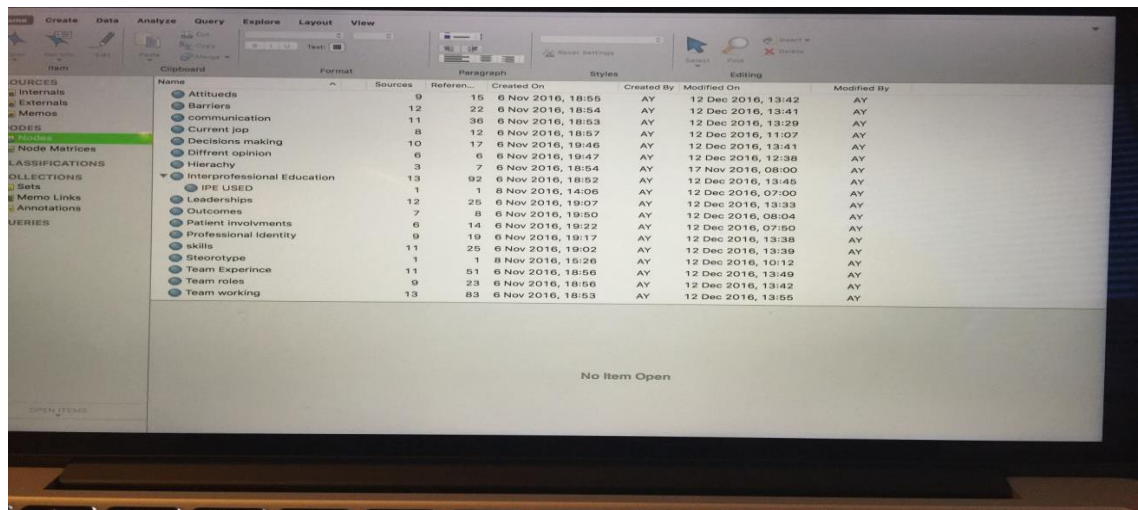 Create Data Analyze Query Explore Layout View
Cut
Copy
Merge
Paste
B I U Text:
Reset Settings
Insert
Delete
Select Find
Item Clipboard Format Paragraph Styles Editing
Internals
Externals
Memos
Nodes
Node Matrices
Sets
Memo Links
Annotations
OPEN ITEMS
Name Sources Referen... Created On Created By Modified On Modified By
Attitueds 9 15 6 Nov 2016, 18:55 AY 12 Dec 2016, 13:42 AY
Barriers 12 22 6 Nov 2016, 18:54 AY 12 Dec 2016, 13:41 AY
communication 11 36 6 Nov 2016, 18:53 AY 12 Dec 2016, 13:29 AY
Current jop 8 12 6 Nov 2016, 18:57 AY 12 Dec 2016, 11:07 AY
Decisions making 10 17 6 Nov 2016, 19:46 AY 12 Dec 2016, 13:41 AY
Diffrent opinion 6 6 6 Nov 2016, 19:47 AY 12 Dec 2016, 12:38 AY
Hierachy 3 7 6 Nov 2016, 18:54 AY 17 Nov 2016, 08:00 AY
Interprofessional Education 13 92 6 Nov 2016, 18:52 AY 12 Dec 2016, 13:45 AY
IPE USED 1 1 8 Nov 2016, 14:06 AY 12 Dec 2016, 07:00 AY
Leaderships 12 25 6 Nov 2016, 19:07 AY 12 Dec 2016, 13:33 AY
Outcomes 7 8 6 Nov 2016, 19:50 AY 12 Dec 2016, 08:04 AY
Patient involvments 6 14 6 Nov 2016, 19:22 AY 12 Dec 2016, 07:50 AY
Professional Identity 9 19 6 Nov 2016, 19:17 AY 12 Dec 2016, 13:38 AY
skills 11 25 6 Nov 2016, 19:02 AY 12 Dec 2016, 13:39 AY
Steorotype 1 1 8 Nov 2016, 15:26 AY 12 Dec 2016, 10:12 AY
Team Experince 11 51 6 Nov 2016, 18:56 AY 12 Dec 2016, 13:49 AY
Team roles 9 23 6 Nov 2016, 18:56 AY 12 Dec 2016, 13:42 AY
Team working 13 83 6 Nov 2016, 18:53 AY 12 Dec 2016, 13:55 AY
No Item Open